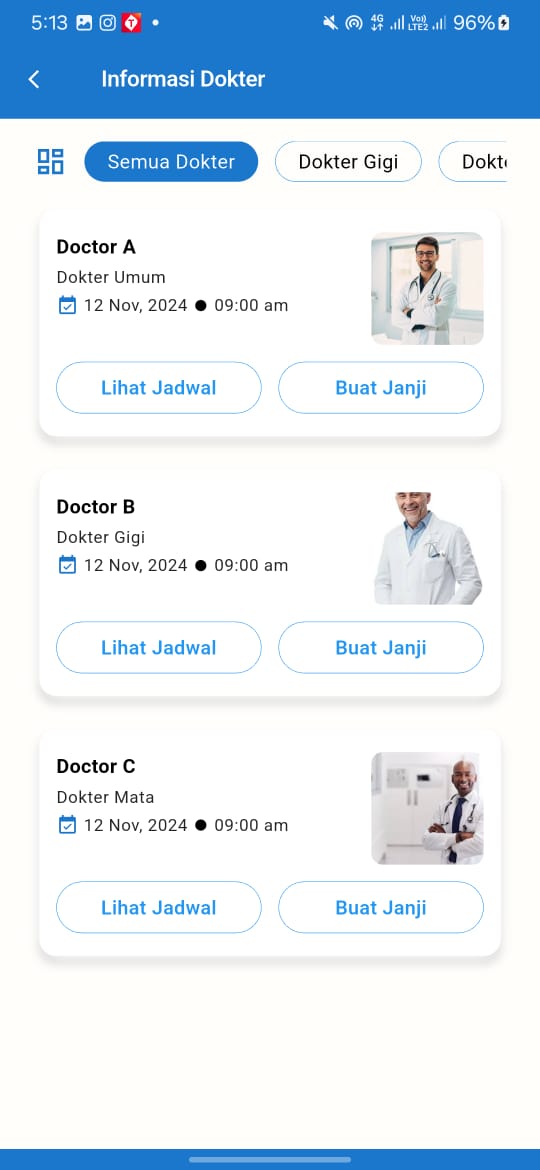 5:13 4G Vo)) LTE2 96%
Informasi Dokter
Semua Dokter Dokter Gigi Dokt
Doctor A
Dokter Umum
12 Nov, 2024 ● 09:00 am
Lihat Jadwal Buat Janji
Doctor B
Dokter Gigi
12 Nov, 2024 ● 09:00 am
Lihat Jadwal Buat Janji
Doctor C
Dokter Mata
12 Nov, 2024 ● 09:00 am
Lihat Jadwal Buat Janji